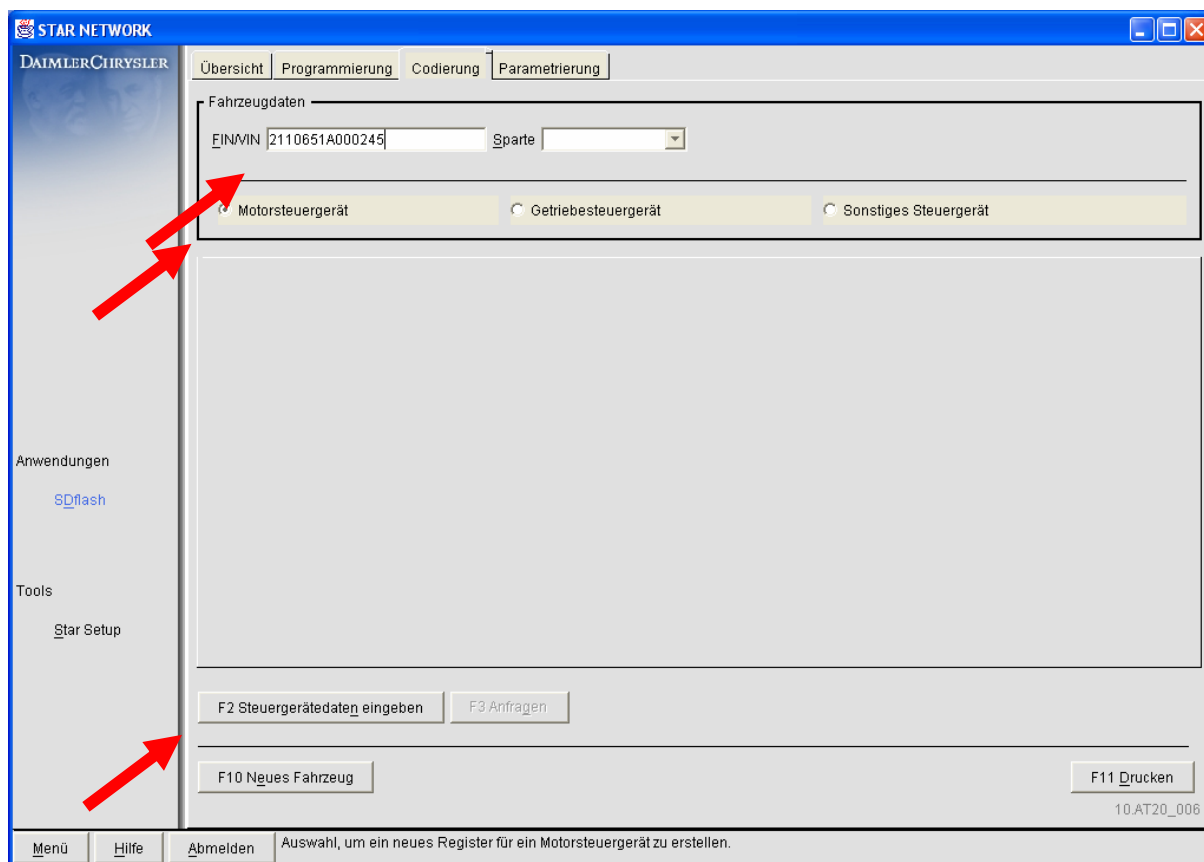 STAR NETWORK
DAIMLERCHRYSLER
Übersicht Programmierung Codierung Parametrierung
Fahrzeugdaten
FIN/VIN 2110651A000245 Sparte
Motorsteuergerät Getriebesteuergerät Sonstiges Steuergerät
Anwendungen
SDflash
Tools
Star Setup
F2 Steuergerätedaten eingeben F3 Anfragen
F10 Neues Fahrzeug F11 Drucken
10.AT20_006
Menü Hilfe Abmelden Auswahl, um ein neues Register für ein Motorsteuergerät zu erstellen.